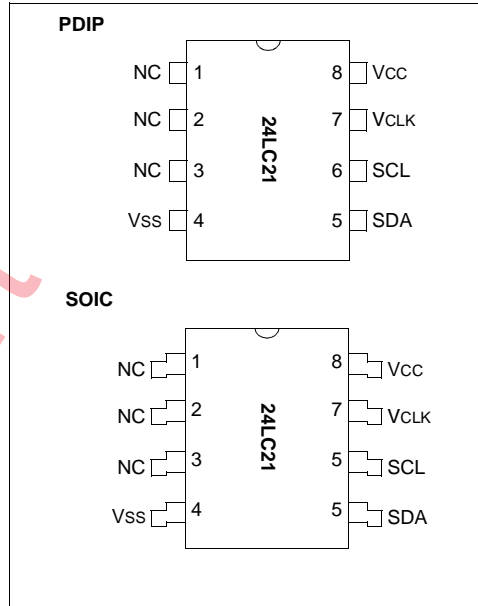 PDIP
NC 1 8 VCC
NC 2 7 VCLK
24LC21
NC 3 6 SCL
VSS 4 5 SDA
SOIC
NC 1 8 VCC
NC 2 7 VCLK
24LC21
NC 3 5 SCL
VSS 4 5 SDA